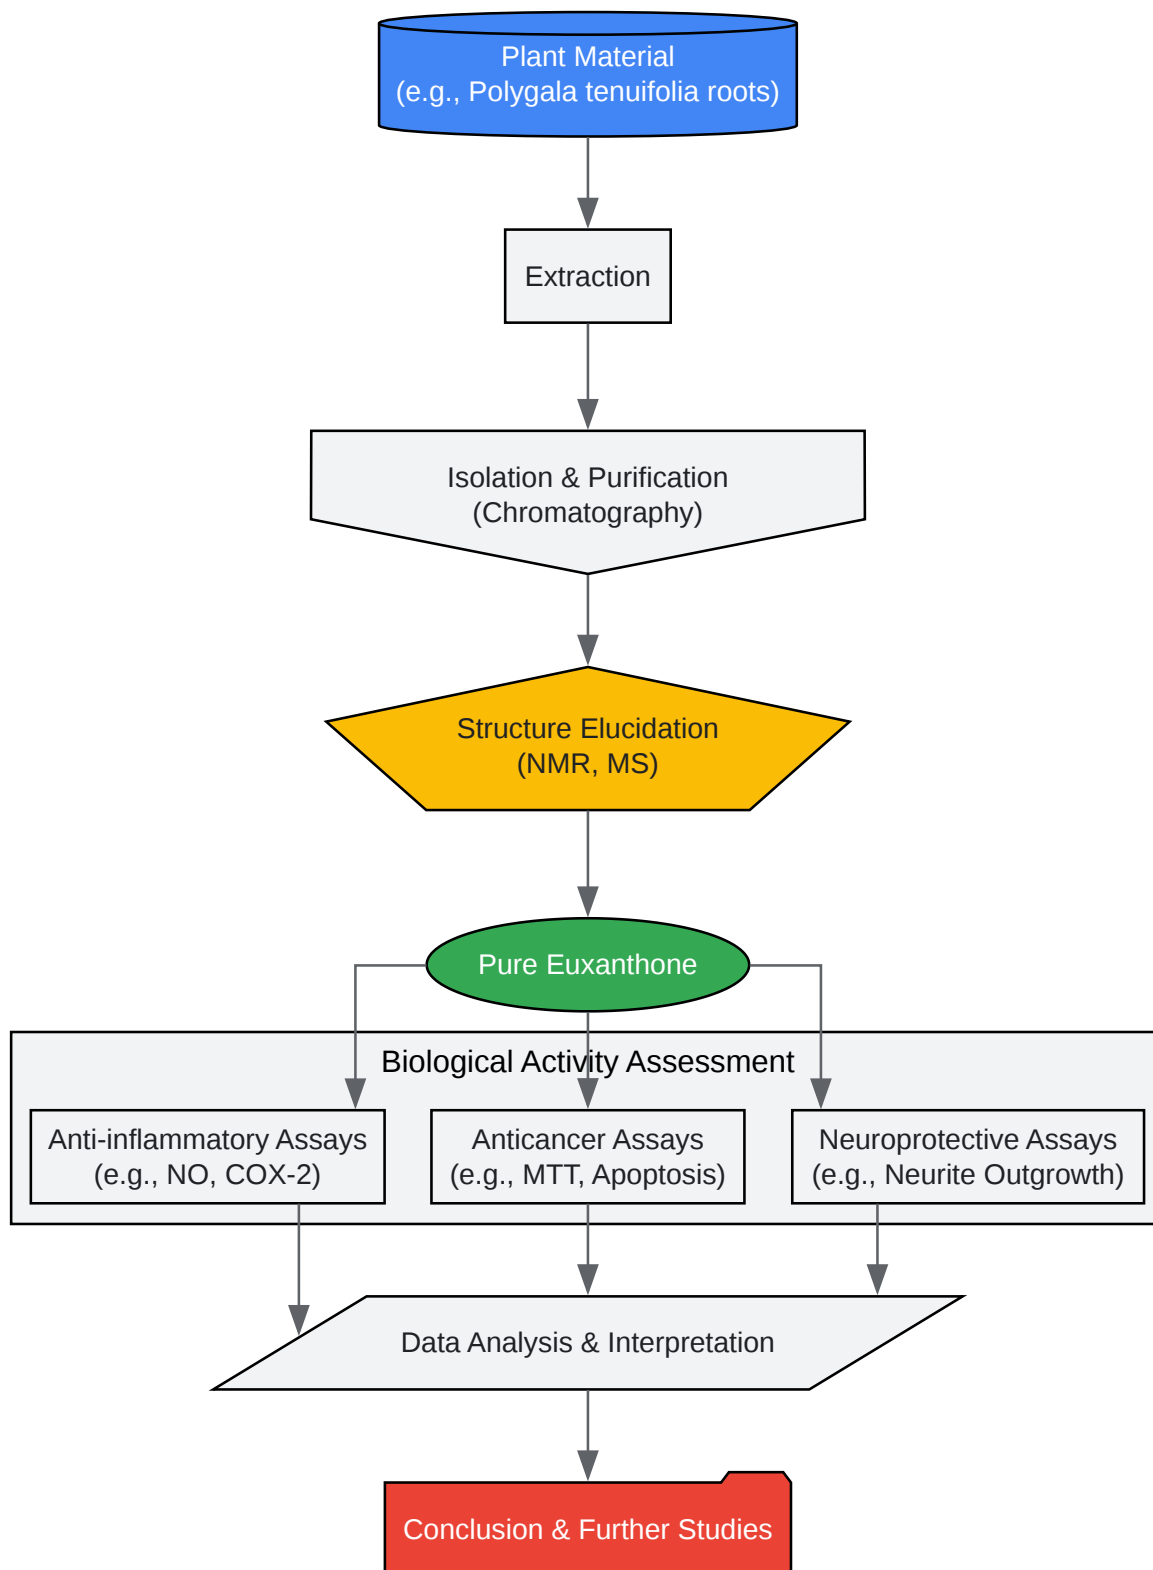 Plant Material
(e.g., Polygala tenuifolia roots)
Extraction
Isolation & Purification
(Chromatography)
Structure Elucidation
(NMR, MS)
Pure Euxanthone
Biological Activity Assessment
Anti-inflammatory Assays
(e.g., NO, COX-2)
Anticancer Assays
(e.g., MTT, Apoptosis)
Neuroprotective Assays
(e.g., Neurite Outgrowth)
Data Analysis & Interpretation
Conclusion & Further Studies